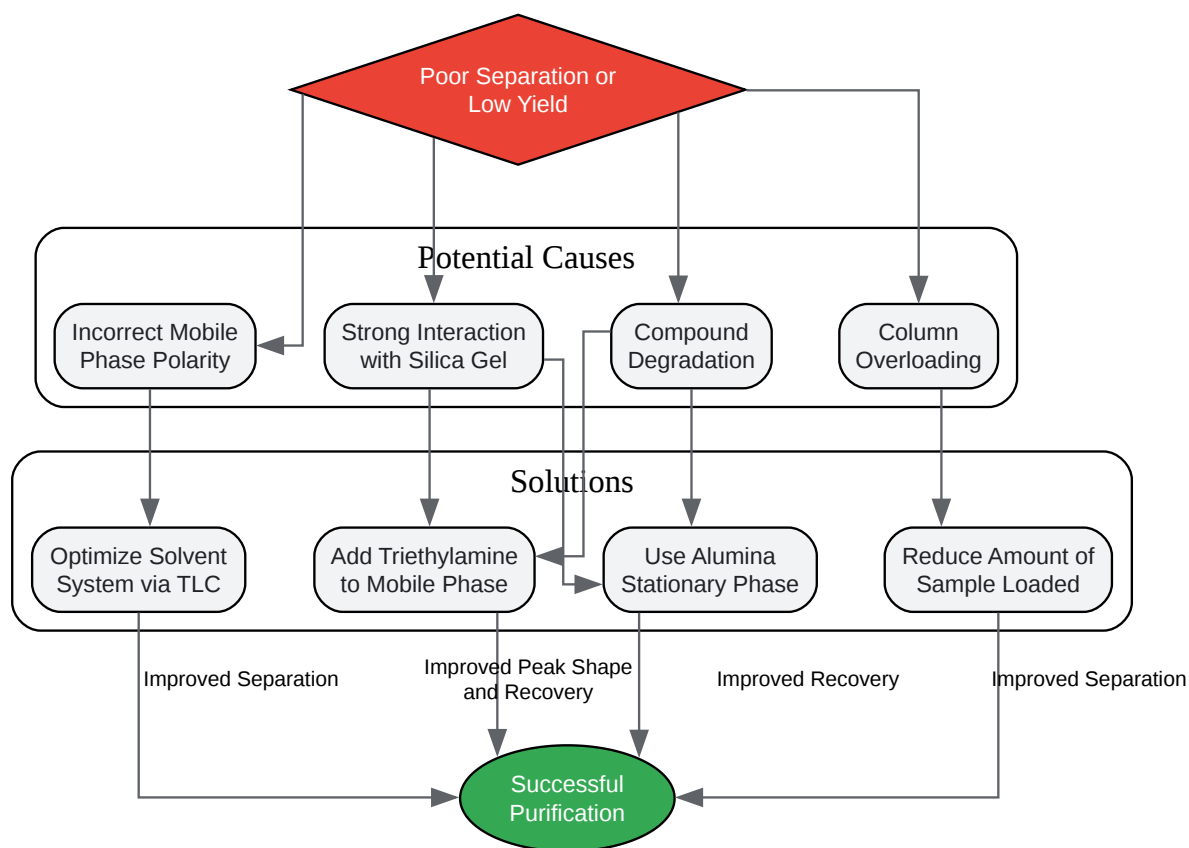 Poor Separation or
Low Yield
Potential Causes
Incorrect Mobile
Phase Polarity
Strong Interaction
with Silica Gel
Compound
Degradation
Column
Overloading
Solutions
Optimize Solvent
System via TLC
Add Triethylamine
to Mobile Phase
Use Alumina
Stationary Phase
Reduce Amount of
Sample Loaded
Improved Separation
Improved Peak Shape
and Recovery
Improved Recovery
Improved Separation
Successful
Purification